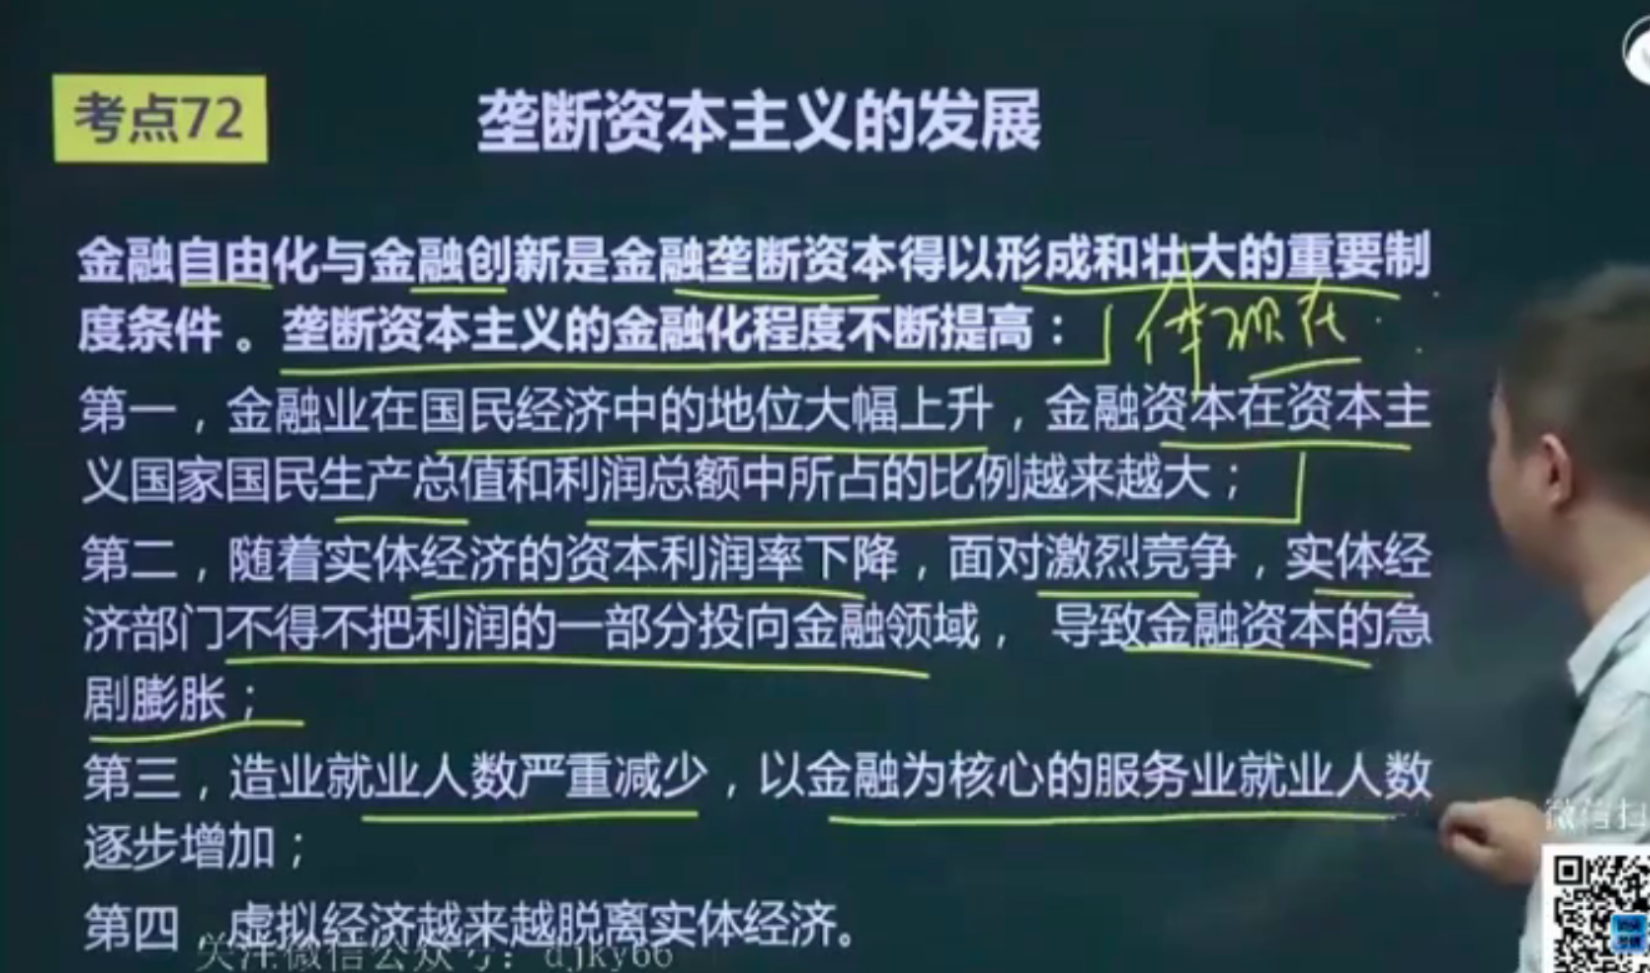 考点72
垄断资本主义的发展
金融自由化与金融创新是金融垄断资本得以形成和壮大的重要制
度条件。垄断资本主义的金融化程度不断提高：
体现在
第一，金融业在国民经济中的地位大幅上升，金融资本在资本主
义国家国民生产总值和利润总额中所占的比例越来越大；
第二，随着实体经济的资本利润率下降，面对激烈竞争，实体经
济部门不得不把利润的一部分投向金融领域， 导致金融资本的急
剧膨胀；
第三，造业就业人数严重减少，以金融为核心的服务业就业人数
逐步增加；
微信扫
第四，虚拟经济越来越脱离实体经济。
关注微信公众号：djky66